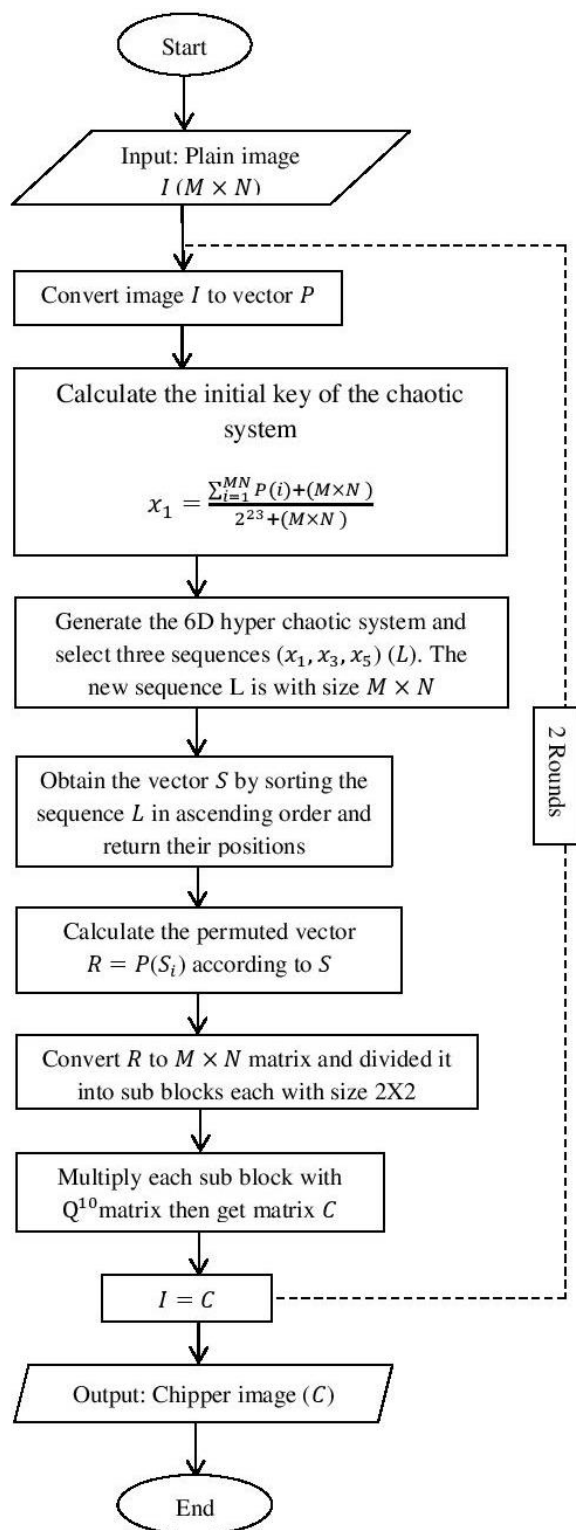 Start
Input: Plain image
I (M × N)
Convert image I to vector P
Calculate the initial key of the chaotic
system
x₁ = (∑_{i=1}^{MN} P(i)+(M×N)) / (2²³+(M×N))
Generate the 6D hyper chaotic system and
select three sequences (x₁, x₃, x₅) (L). The
new sequence L is with size M × N
Obtain the vector S by sorting the
sequence L in ascending order and
return their positions
Calculate the permuted vector
R = P(Sᵢ) according to S
Convert R to M × N matrix and divided it
into sub blocks each with size 2X2
Multiply each sub block with
Q¹⁰ matrix then get matrix C
I = C
Output: Chipper image (C)
End
2 Rounds